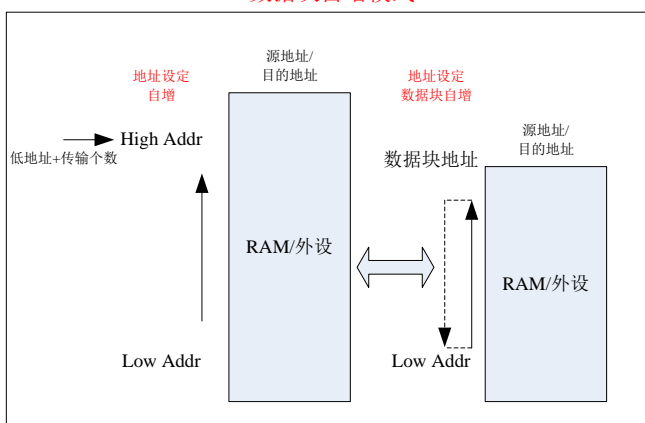 源地址/
目的地址
地址设定
自增
地址设定
数据块自增
源地址/
目的地址
High Addr
低地址+传输个数
数据块地址
RAM/外设
RAM/外设
Low Addr
Low Addr